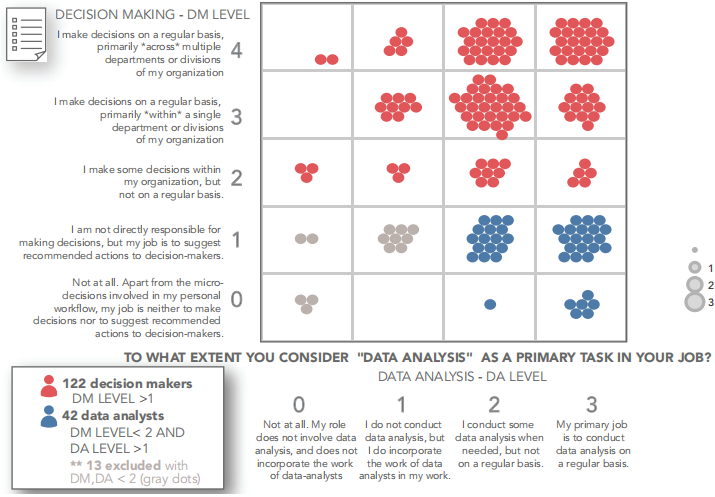 DECISION MAKING - DM LEVEL
I make decisions on a regular basis,
primarily *across* multiple
departments or divisions
of my organization
4
I make decisions on a regular basis,
primarily *within* a single
department or divisions
of my organization
3
I make some decisions within
my organization, but
not on a regular basis.
2
I am not directly responsible for
making decisions, but my job is to suggest
recommended actions to decision-makers.
1
Not at all. Apart from the micro-
decisions involved in my personal
workflow, my job is neither to make
decisions nor to suggest recommended
actions to decision-makers.
0
1
2
3
TO WHAT EXTENT YOU CONSIDER "DATA ANALYSIS" AS A PRIMARY TASK IN YOUR JOB?
DATA ANALYSIS - DA LEVEL
0
Not at all. My role
does not involve data
analysis, and does not
incorporate the work
of data-analysts
1
I do not conduct
data analysis, but
I do incorporate
the work of data
analysts in my work.
2
I conduct some
data analysis when
needed, but not
on a regular basis.
3
My primary job
is to conduct
data analysis on
a regular basis.
122 decision makers
DM LEVEL >1
42 data analysts
DM LEVEL< 2 AND
DA LEVEL >1
** 13 excluded with
DM,DA < 2 (gray dots)